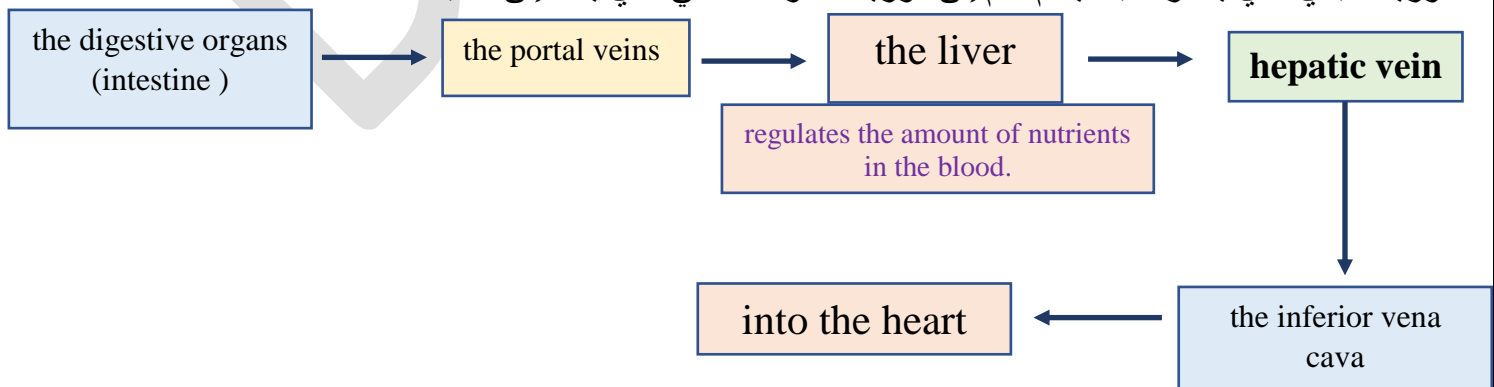 the digestive organs
(intestine )
the portal veins
the liver
regulates the amount of nutrients
in the blood.
hepatic vein
the inferior vena
cava
into the heart